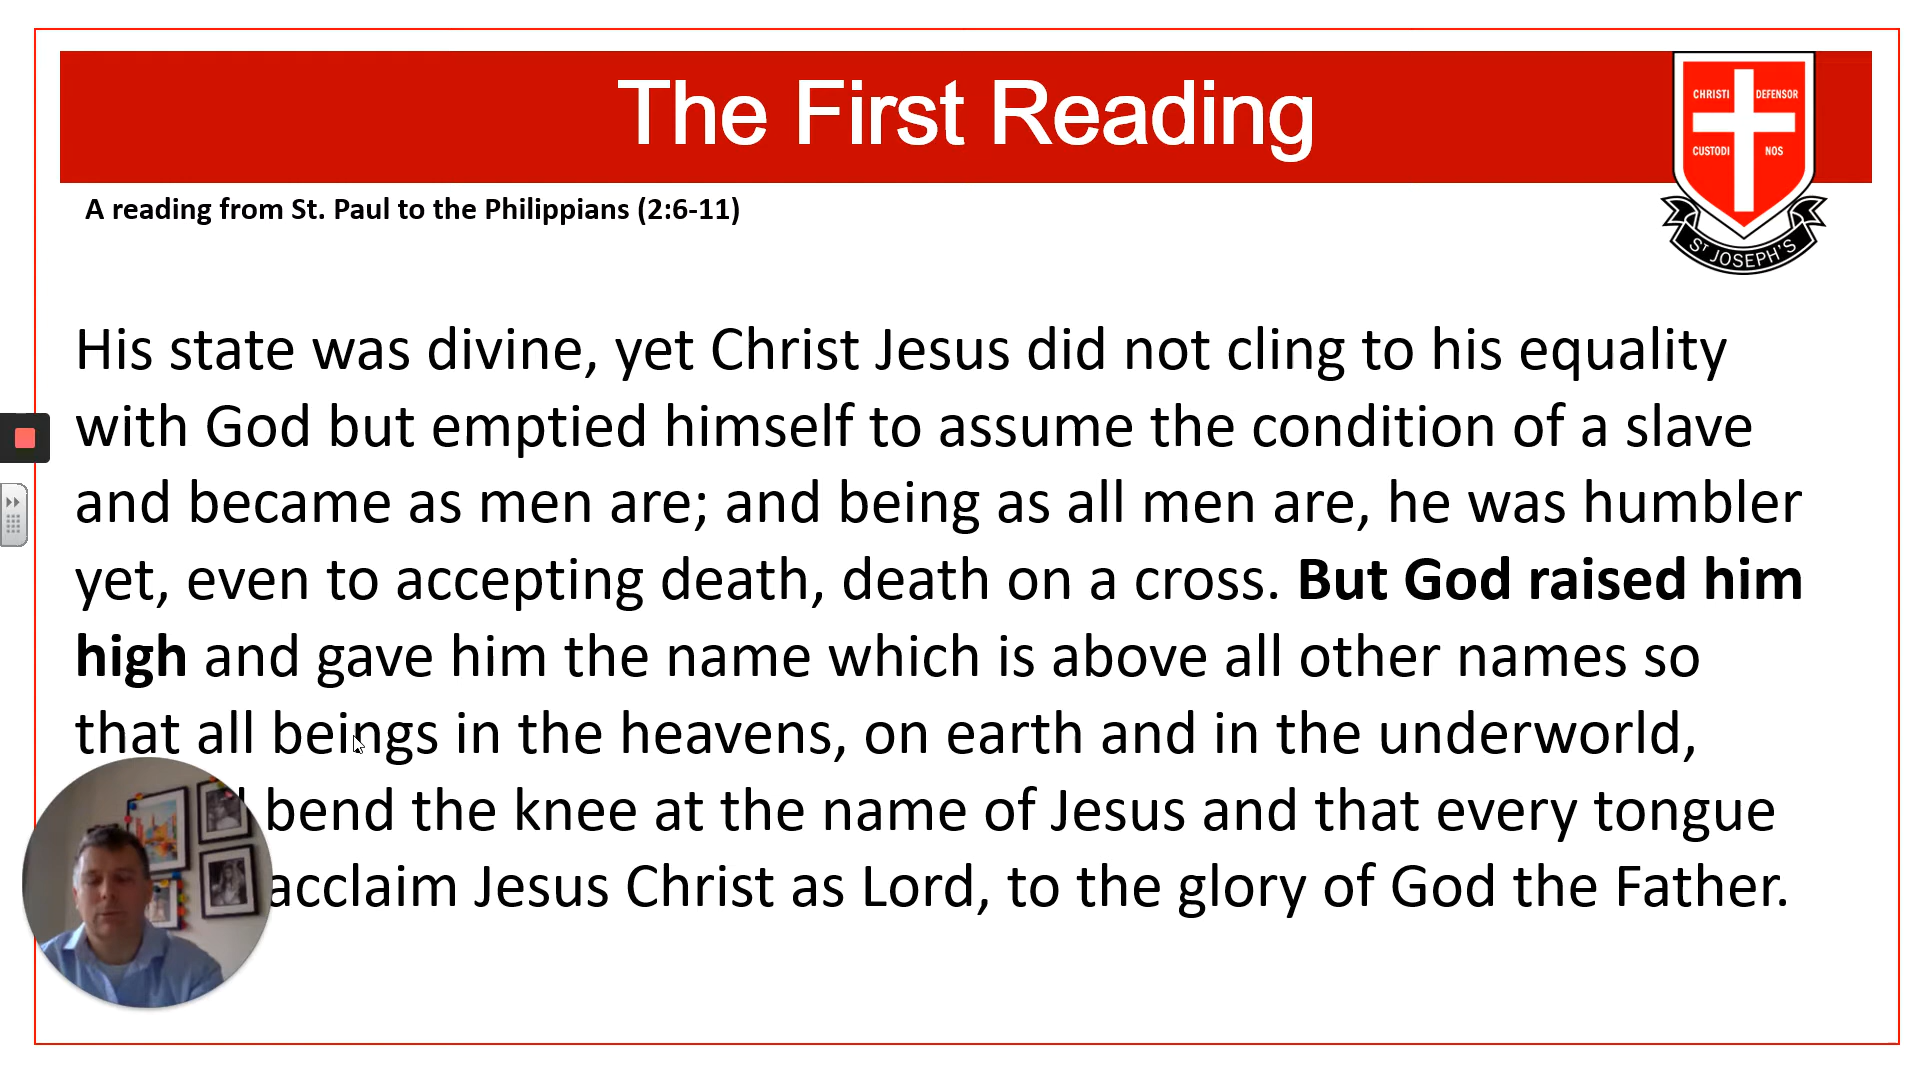 The First Reading
CHRISTI DEFENSOR
CUSTODI NOS
ST JOSEPH'S
A reading from St. Paul to the Philippians (2:6-11)
His state was divine, yet Christ Jesus did not cling to his equality
with God but emptied himself to assume the condition of a slave
and became as men are; and being as all men are, he was humbler
yet, even to accepting death, death on a cross. But God raised him
high and gave him the name which is above all other names so
that all beings in the heavens, on earth and in the underworld,
bend the knee at the name of Jesus and that every tongue
acclaim Jesus Christ as Lord, to the glory of God the Father.